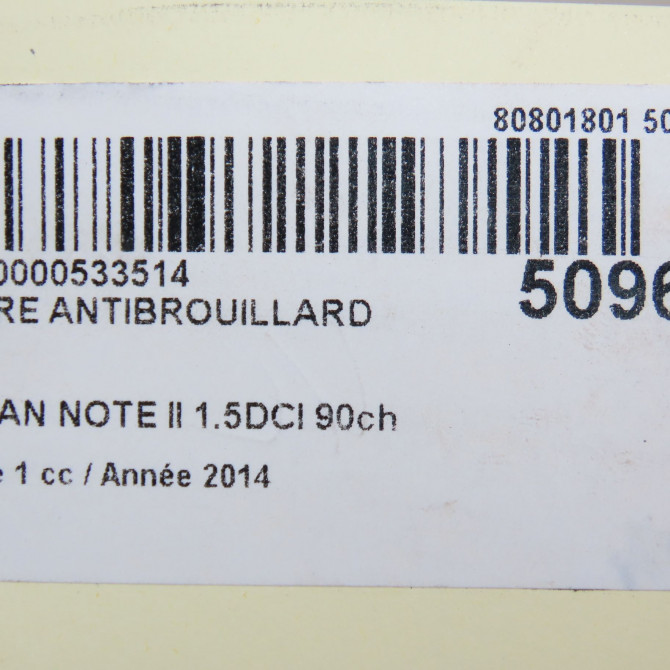 80801801 50
0000533514
5096
RE ANTIBROUILLARD
AN NOTE II 1.5DCI 90ch
e 1 cc / Année 2014